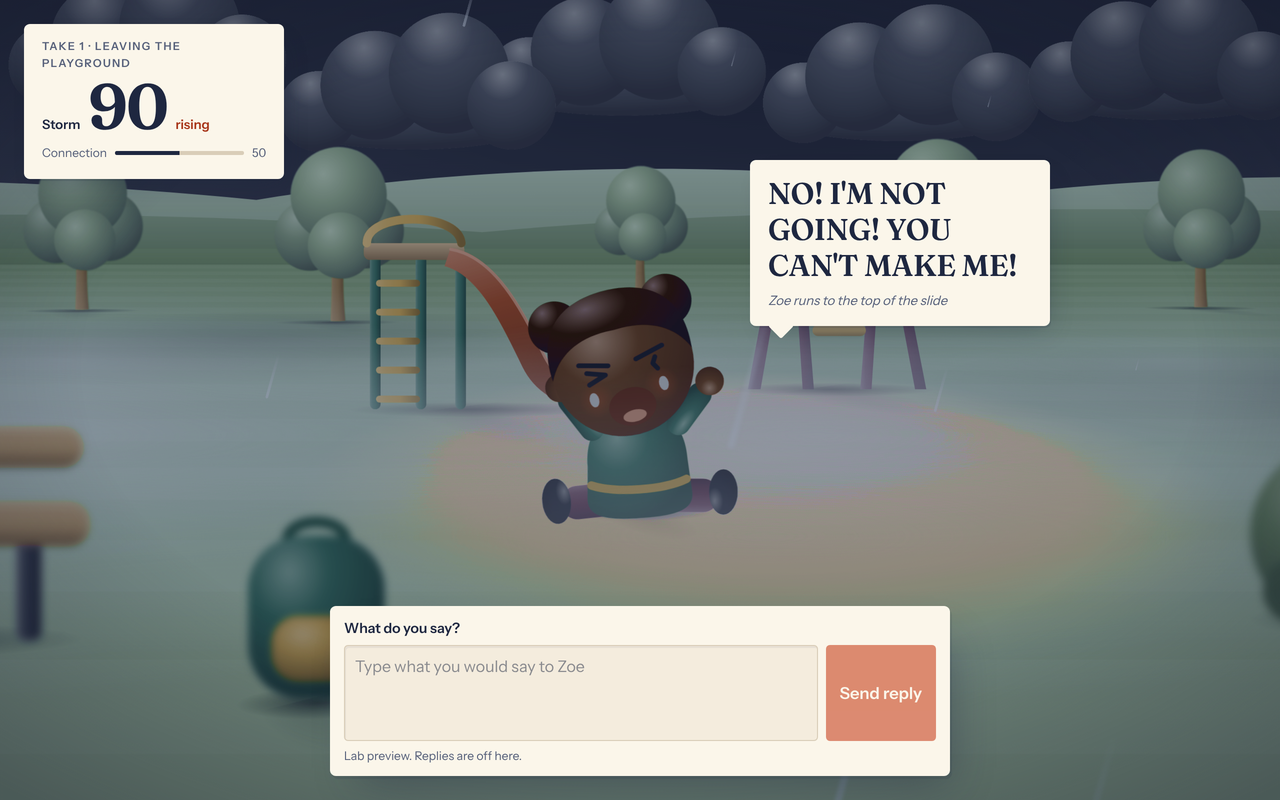 TAKE 1 · LEAVING THE
PLAYGROUND
Storm 90 rising
Connection 50
NO! I'M NOT
GOING! YOU
CAN'T MAKE ME!
Zoe runs to the top of the slide
What do you say?
Type what you would say to Zoe
Send reply
Lab preview. Replies are off here.